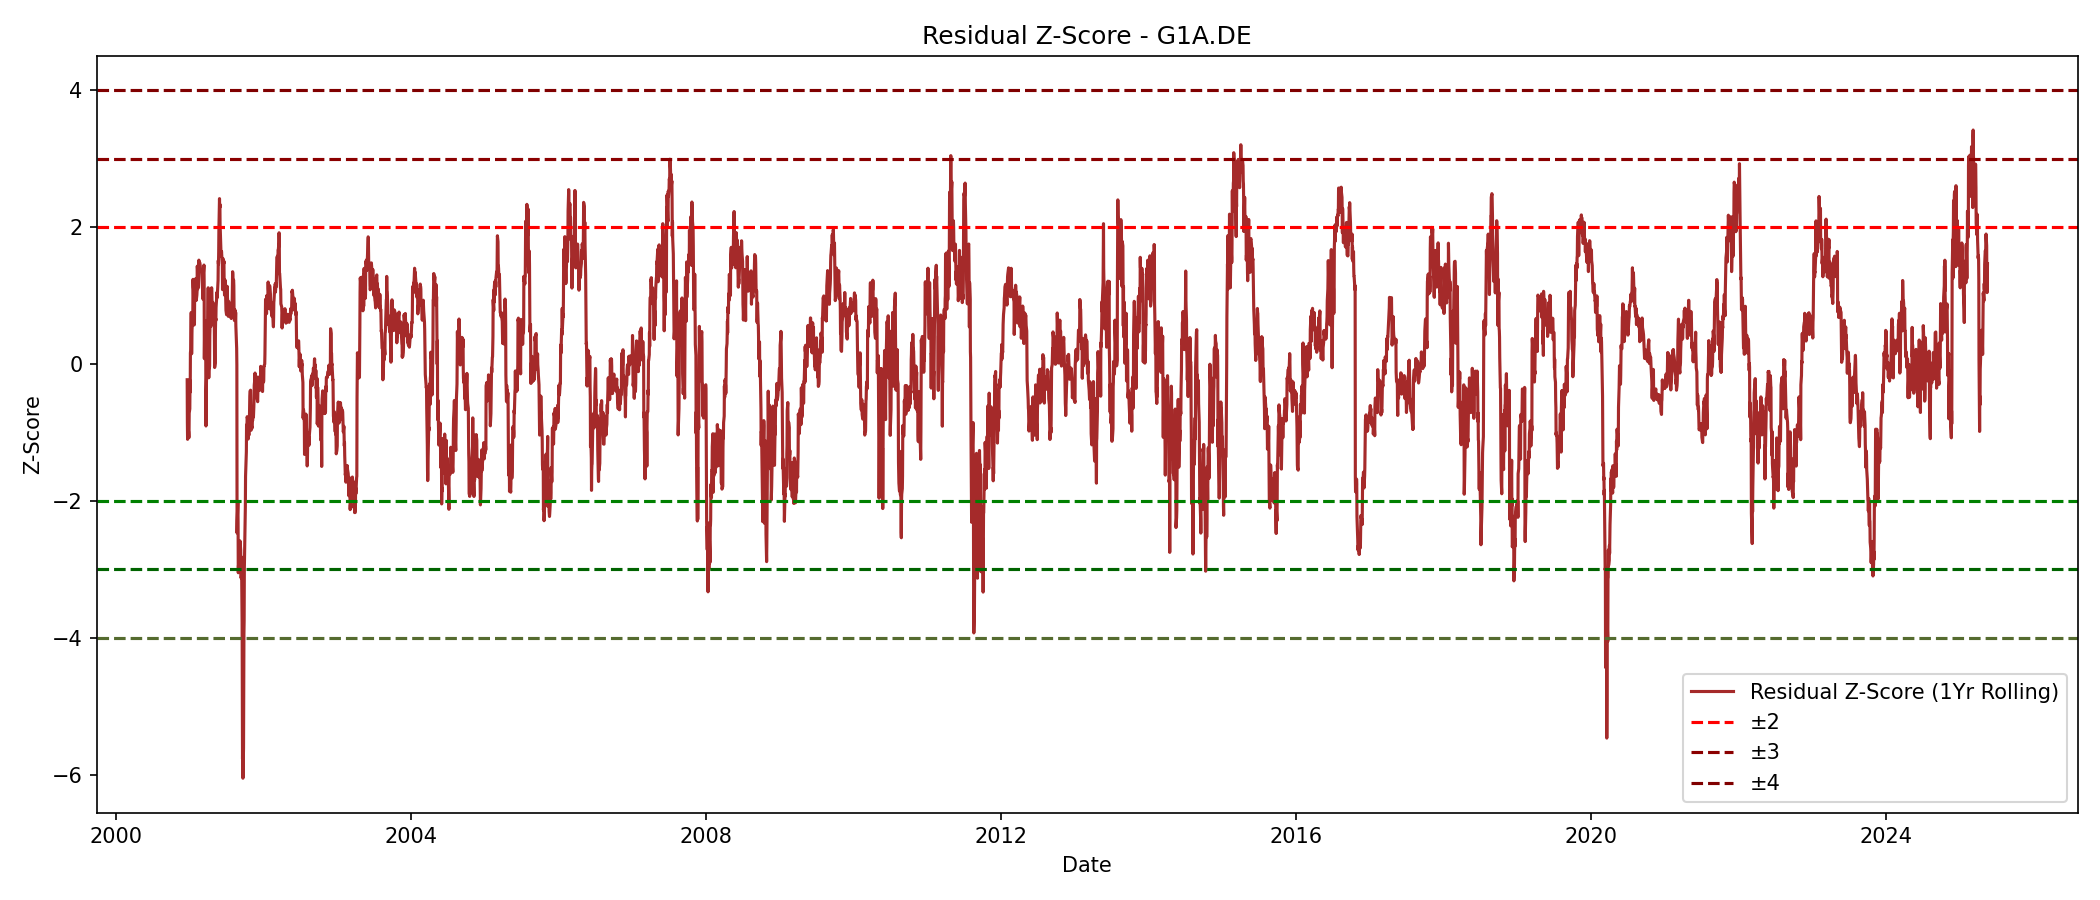 Residual Z-Score - G1A.DE
4
2
0
−2
−4
−6
Z-Score
2000 2004 2008 2012 2016 2020 2024
Date
Residual Z-Score (1Yr Rolling)
±2
±3
±4